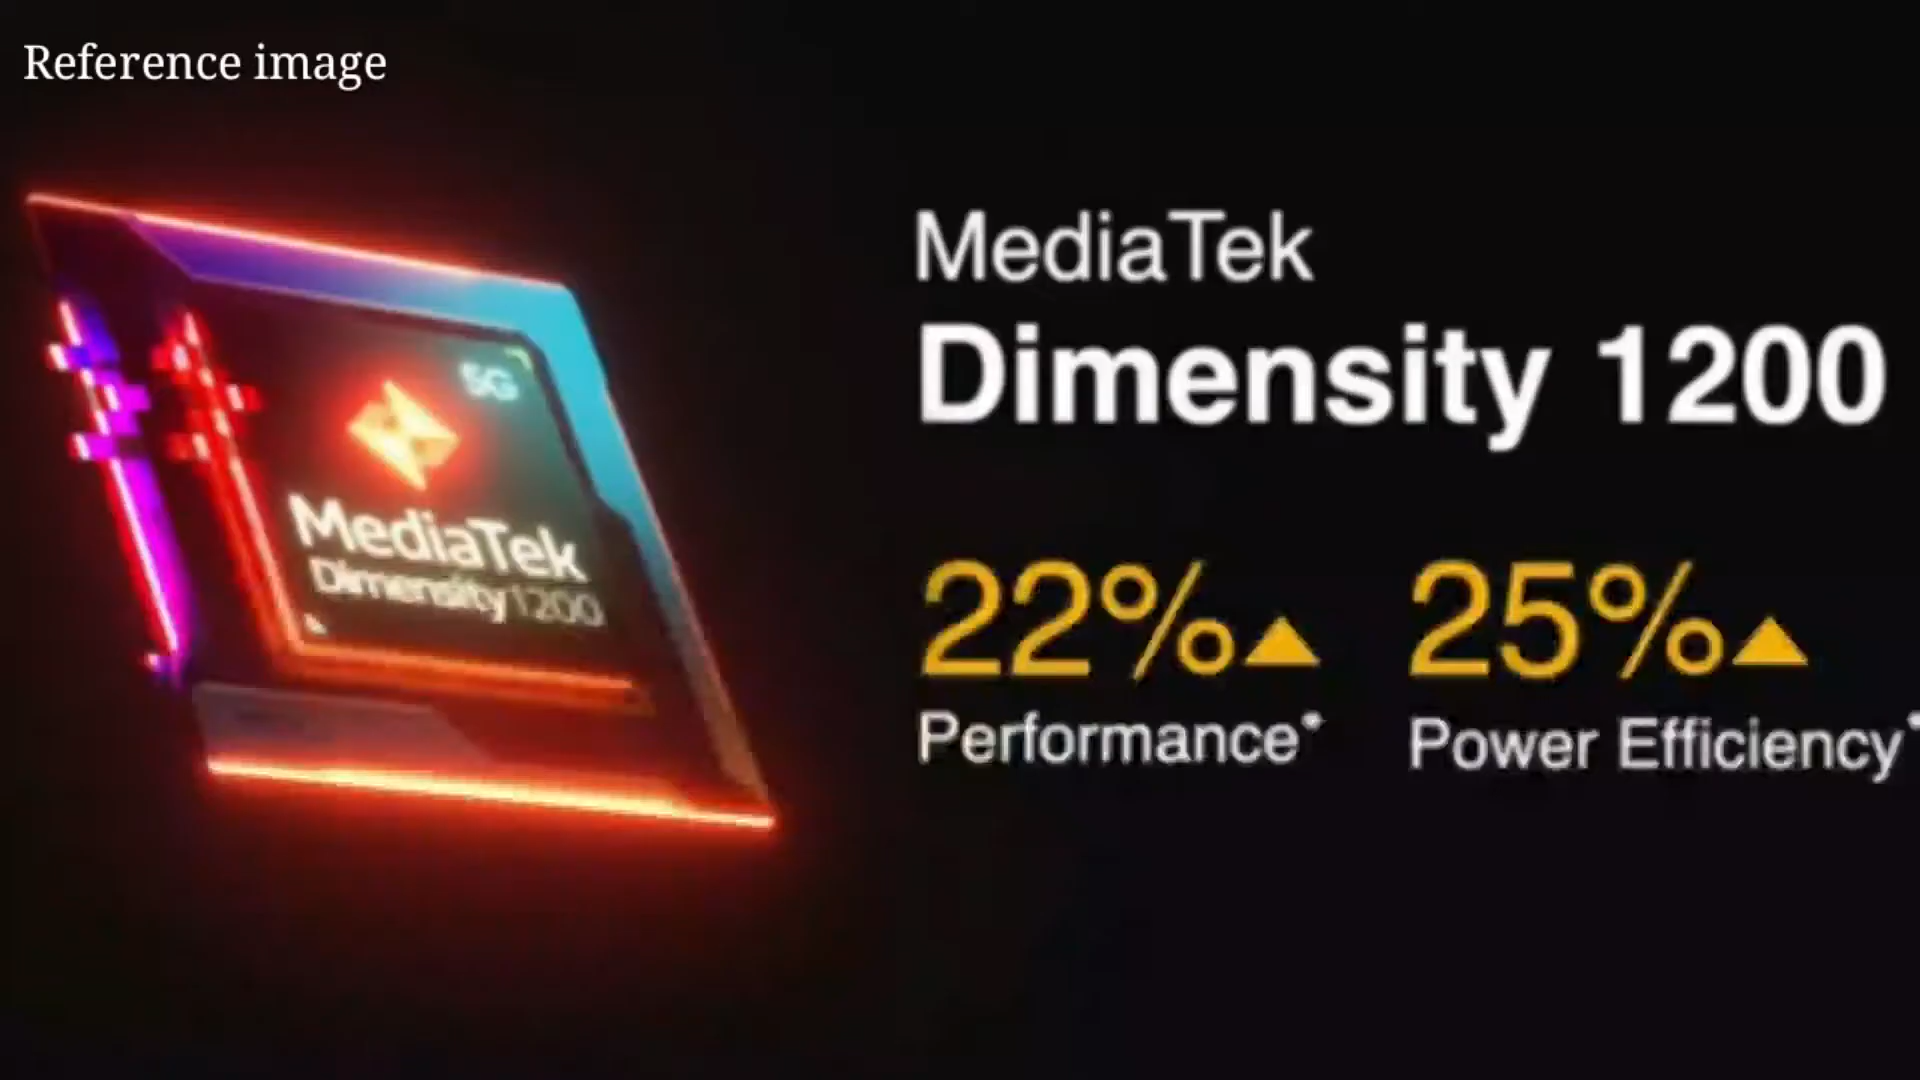 Reference image
5G
MediaTek
Dimensity 1200
MediaTek
Dimensity 1200
22%▲ 25%▲
Performance* Power Efficiency*